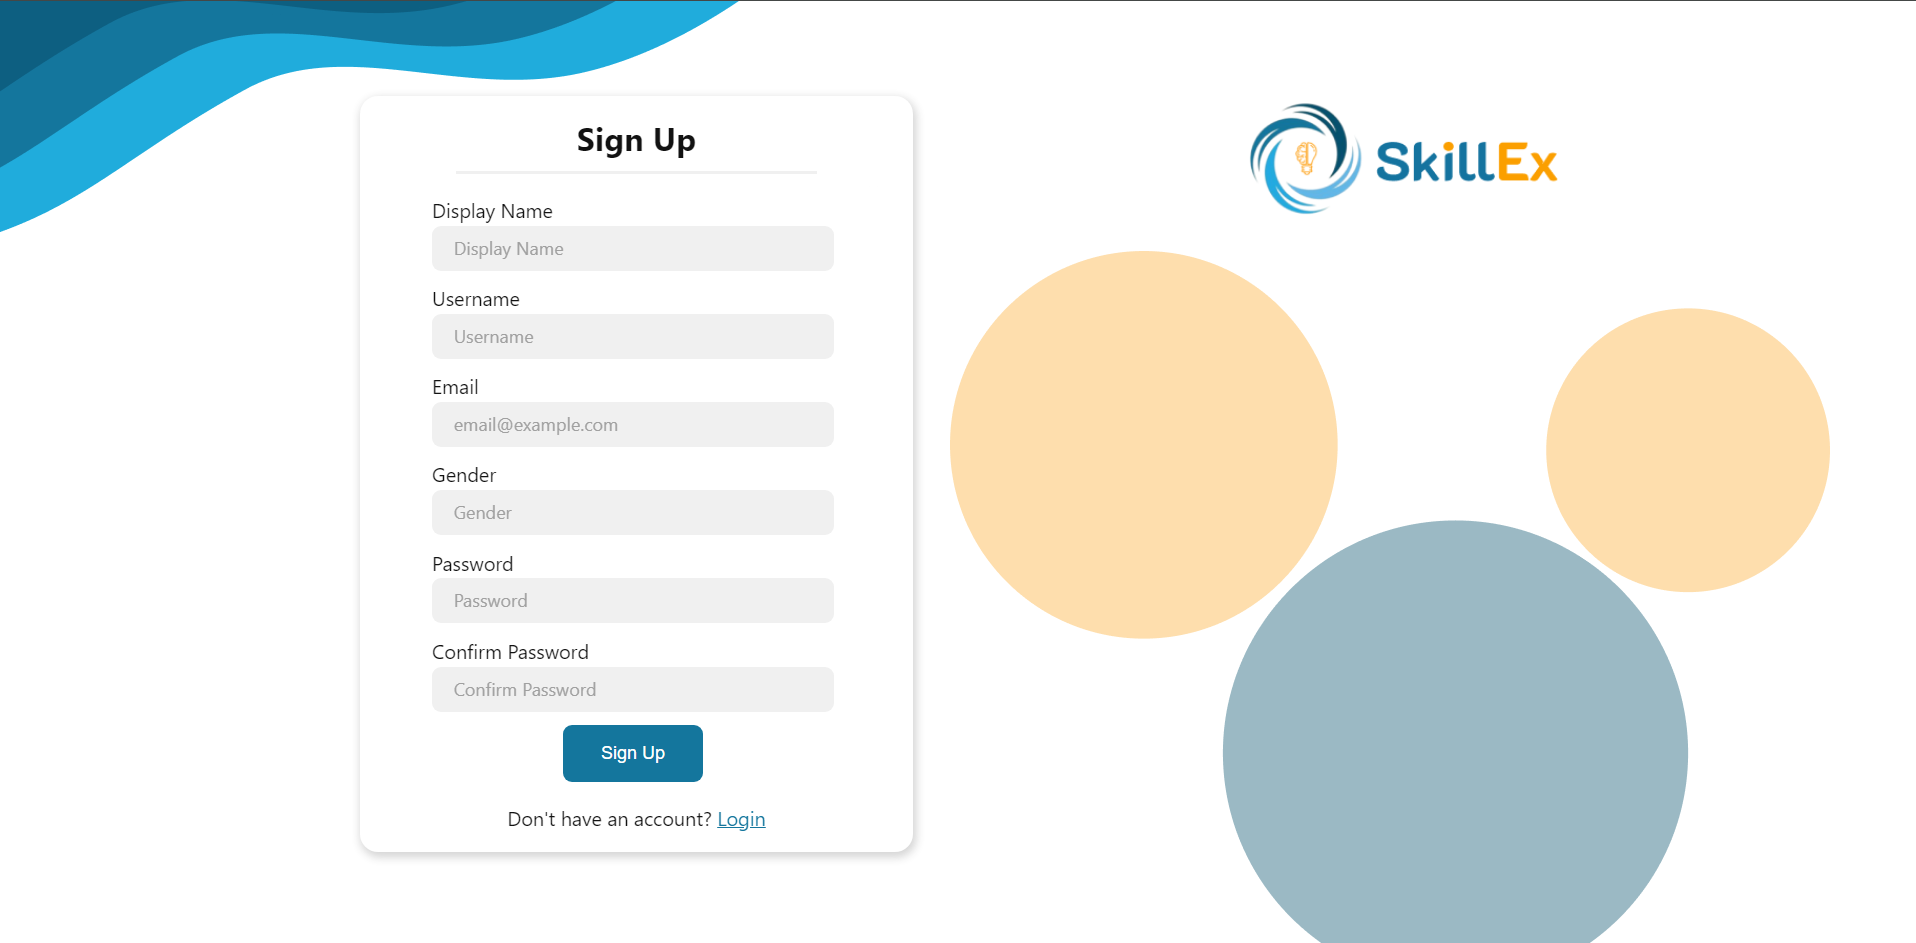 Sign Up
Display Name
Display Name
Username
Username
Email
email@example.com
Gender
Gender
Password
Password
Confirm Password
Confirm Password
Sign Up
Don't have an account? Login
SkillEx